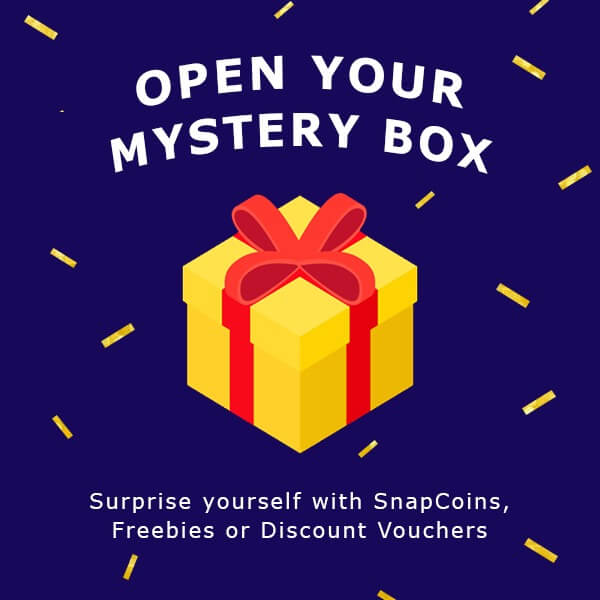 OPEN YOUR
MYSTERY BOX
Surprise yourself with SnapCoins,
Freebies or Discount Vouchers